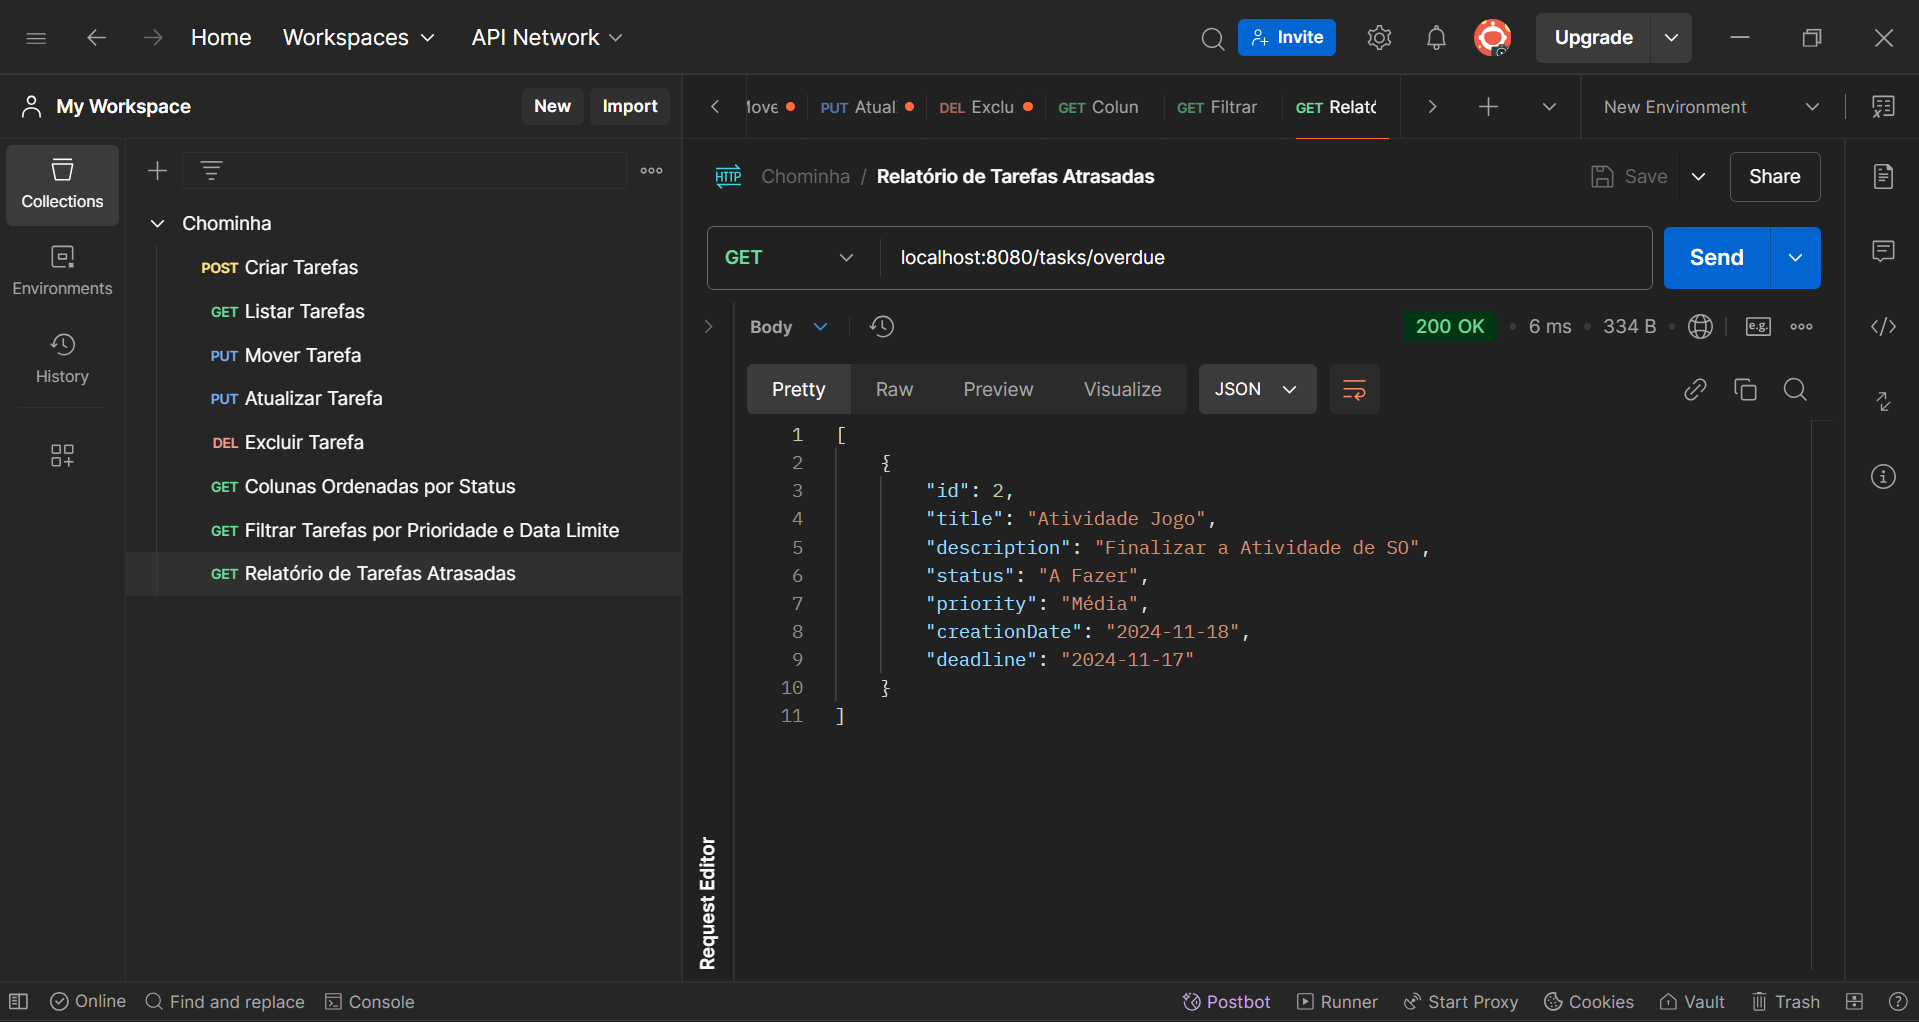 Home
Workspaces
API Network
Invite
Upgrade
My Workspace
New
Import
PUT Atual
DEL Exclu
GET Colun
GET Filtrar
GET Relató
New Environment
Collections
Environments
History
Chominha
POST Criar Tarefas
GET Listar Tarefas
PUT Mover Tarefa
PUT Atualizar Tarefa
DEL Excluir Tarefa
GET Colunas Ordenadas por Status
GET Filtrar Tarefas por Prioridade e Data Limite
GET Relatório de Tarefas Atrasadas
HTTP
Chominha / Relatório de Tarefas Atrasadas
Save
Share
GET
localhost:8080/tasks/overdue
Send
Body
200 OK
6 ms
334 B
e.g.
Pretty
Raw
Preview
Visualize
JSON
1 [
2 {
3 "id": 2,
4 "title": "Atividade Jogo",
5 "description": "Finalizar a Atividade de SO",
6 "status": "A Fazer",
7 "priority": "Média",
8 "creationDate": "2024-11-18",
9 "deadline": "2024-11-17"
10 }
11 ]
Request Editor
Online
Find and replace
Console
Postbot
Runner
Start Proxy
Cookies
Vault
Trash